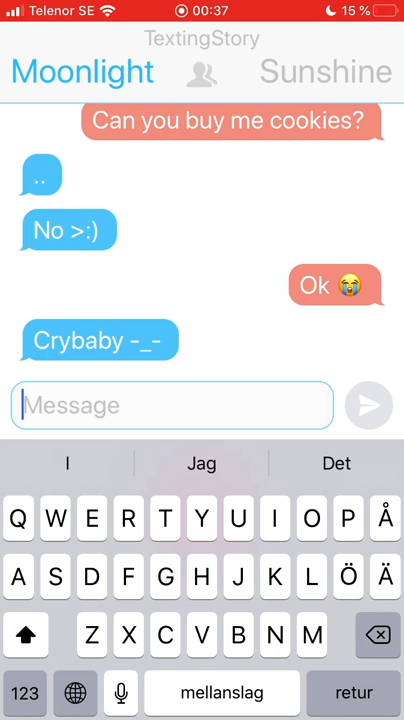 Telenor SE 00:37 15 %
TextingStory
Moonlight Sunshine
Can you buy me cookies?
..
No >:)
Ok 😭
Crybaby -_-
Message
I Jag Det
Q W E R T Y U I O P Å
A S D F G H J K L Ö Ä
Z X C V B N M
123 mellanslag retur